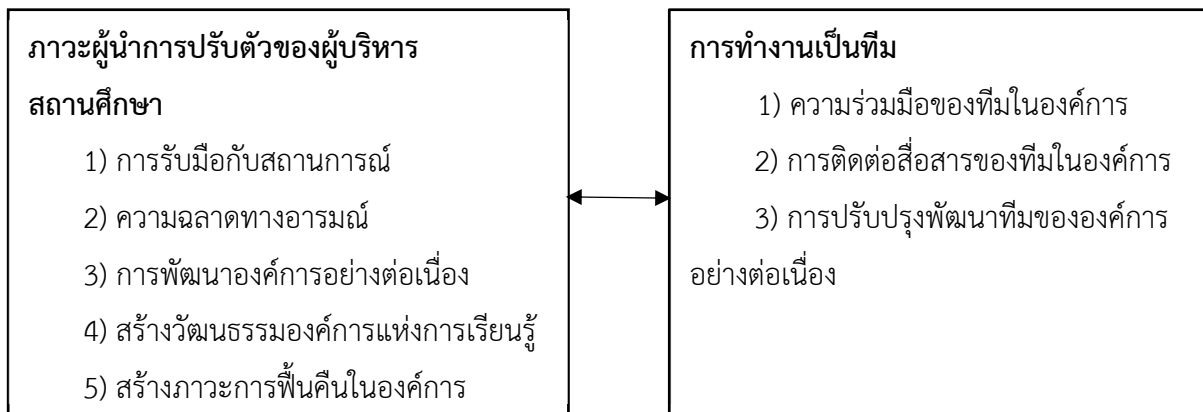 ภาวะผู้นำการปรับตัวของผู้บริหาร
สถานศึกษา
1) การรับมือกับสถานการณ์
2) ความฉลาดทางอารมณ์
3) การพัฒนาองค์การอย่างต่อเนื่อง
4) สร้างวัฒนธรรมองค์การแห่งการเรียนรู้
5) สร้างภาวะการฟื้นคืนในองค์การ
การทำงานเป็นทีม
1) ความร่วมมือของทีมในองค์การ
2) การติดต่อสื่อสารของทีมในองค์การ
3) การปรับปรุงพัฒนาทีมขององค์การ
อย่างต่อเนื่อง